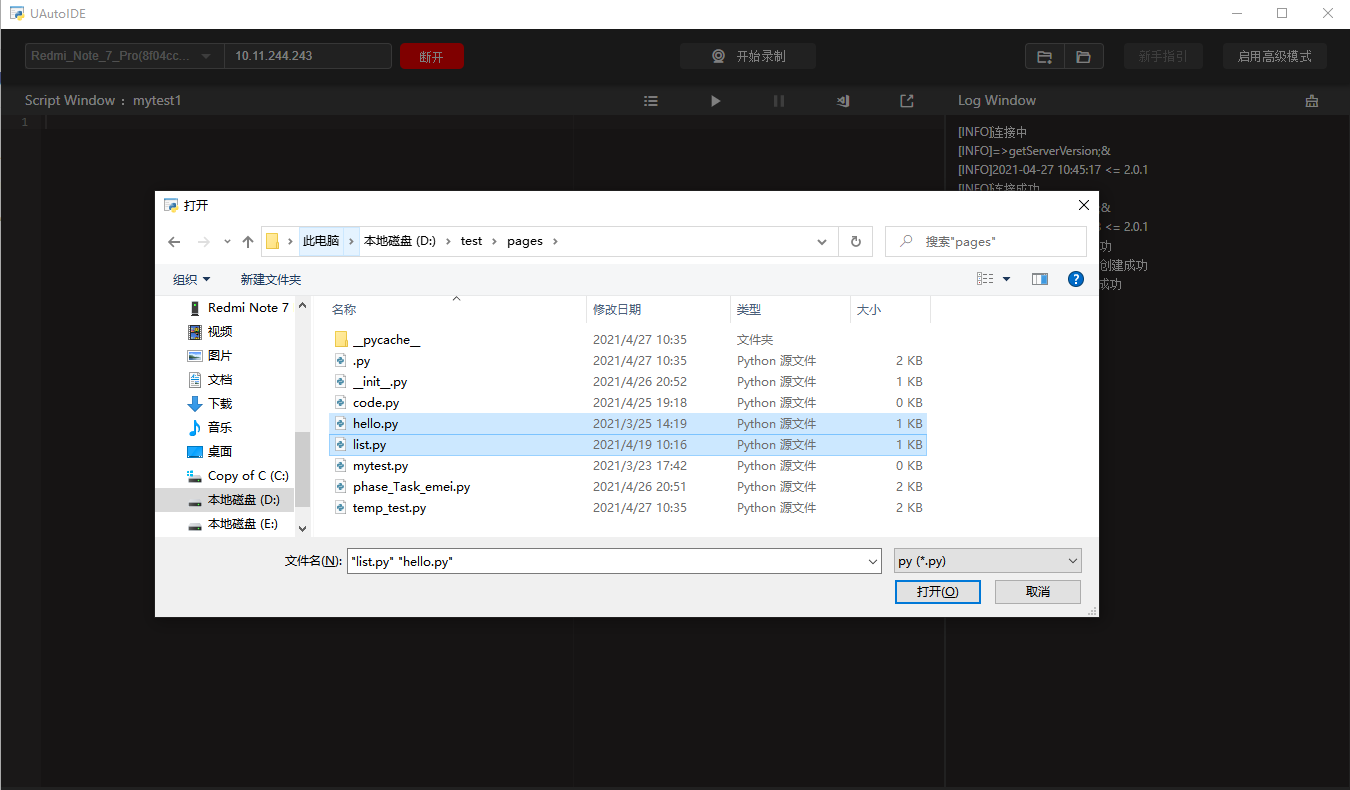 UAutoIDE
Redmi_Note_7_Pro(8f04cc...
10.11.244.243
断开
开始录制
新手指引
启用高级模式
Script Window : mytest1
Log Window
1
[INFO]连接中
[INFO]=>getServerVersion;&
[INFO]2021-04-27 10:45:17 <= 2.0.1
[INFO]连接成功
;&
<= 2.0.1
功
创建成功
成功
打开
此电脑
本地磁盘 (D:)
test
pages
搜索"pages"
组织
新建文件夹
Redmi Note 7
视频
图片
文档
下载
音乐
桌面
Copy of C (C:)
本地磁盘 (D:)
本地磁盘 (E:)
名称 修改日期 类型 大小
__pycache__ 2021/4/27 10:35 文件夹
.py 2021/4/27 10:35 Python 源文件 2 KB
__init__.py 2021/4/26 20:52 Python 源文件 1 KB
code.py 2021/4/25 19:18 Python 源文件 0 KB
hello.py 2021/3/25 14:19 Python 源文件 1 KB
list.py 2021/4/19 10:16 Python 源文件 1 KB
mytest.py 2021/3/23 17:42 Python 源文件 0 KB
phase_Task_emei.py 2021/4/26 20:51 Python 源文件 2 KB
temp_test.py 2021/4/27 10:35 Python 源文件 2 KB
文件名(N):
"list.py" "hello.py"
py (*.py)
打开(O)
取消